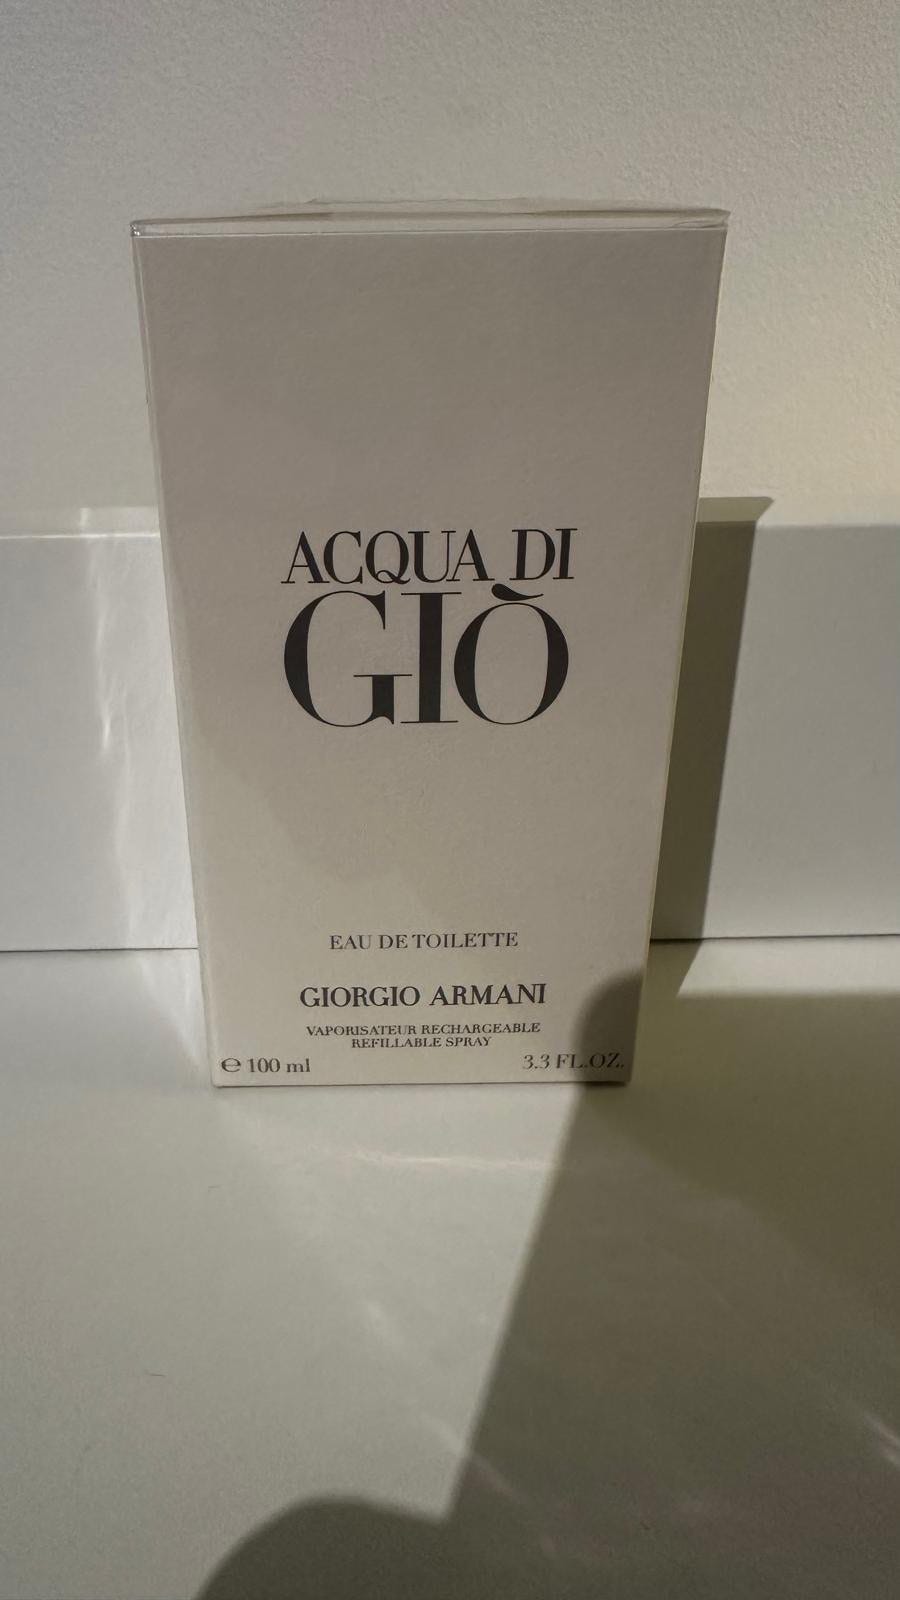 ACQUA DI
GIÒ
EAU DE TOILETTE
GIORGIO ARMANI
VAPORISATEUR RECHARGEABLE
REFILLABLE SPRAY
℮ 100 ml 3.3 FL.OZ.